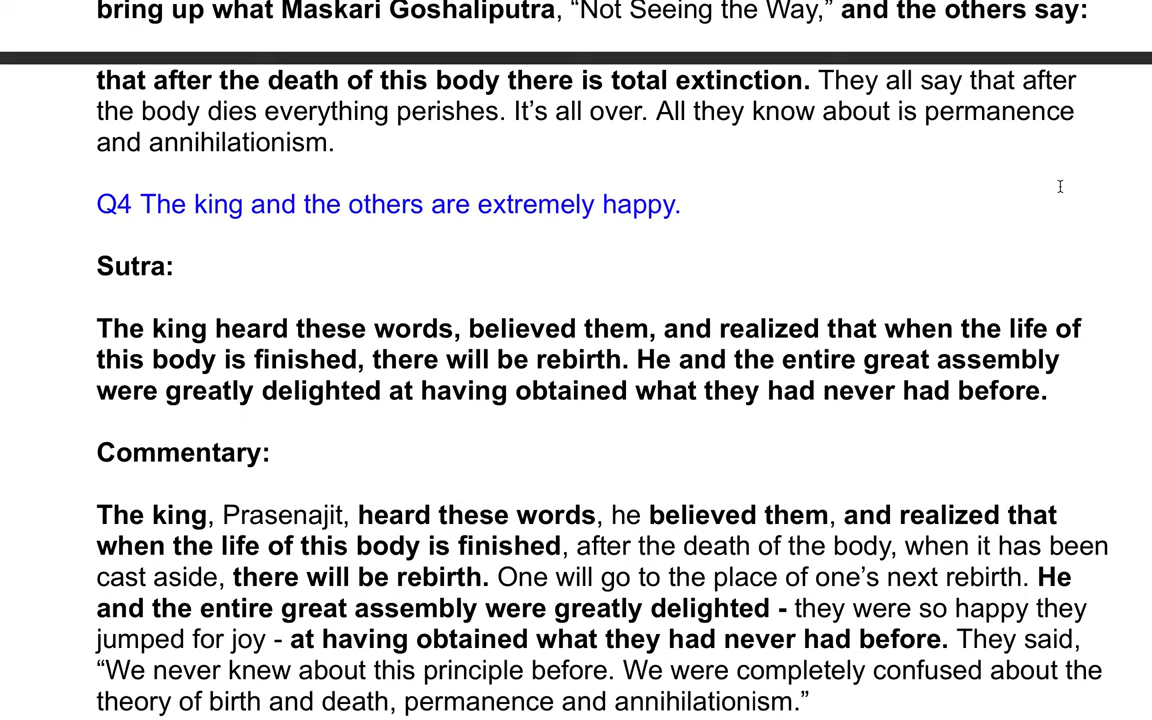 bring up what Maskari Goshaliputra, “Not Seeing the Way,” and the others say:
that after the death of this body there is total extinction. They all say that after
the body dies everything perishes. It’s all over. All they know about is permanence
and annihilationism.
Q4 The king and the others are extremely happy.
Sutra:
The king heard these words, believed them, and realized that when the life of
this body is finished, there will be rebirth. He and the entire great assembly
were greatly delighted at having obtained what they had never had before.
Commentary:
The king, Prasenajit, heard these words, he believed them, and realized that
when the life of this body is finished, after the death of the body, when it has been
cast aside, there will be rebirth. One will go to the place of one’s next rebirth. He
and the entire great assembly were greatly delighted - they were so happy they
jumped for joy - at having obtained what they had never had before. They said,
“We never knew about this principle before. We were completely confused about the
theory of birth and death, permanence and annihilationism.”